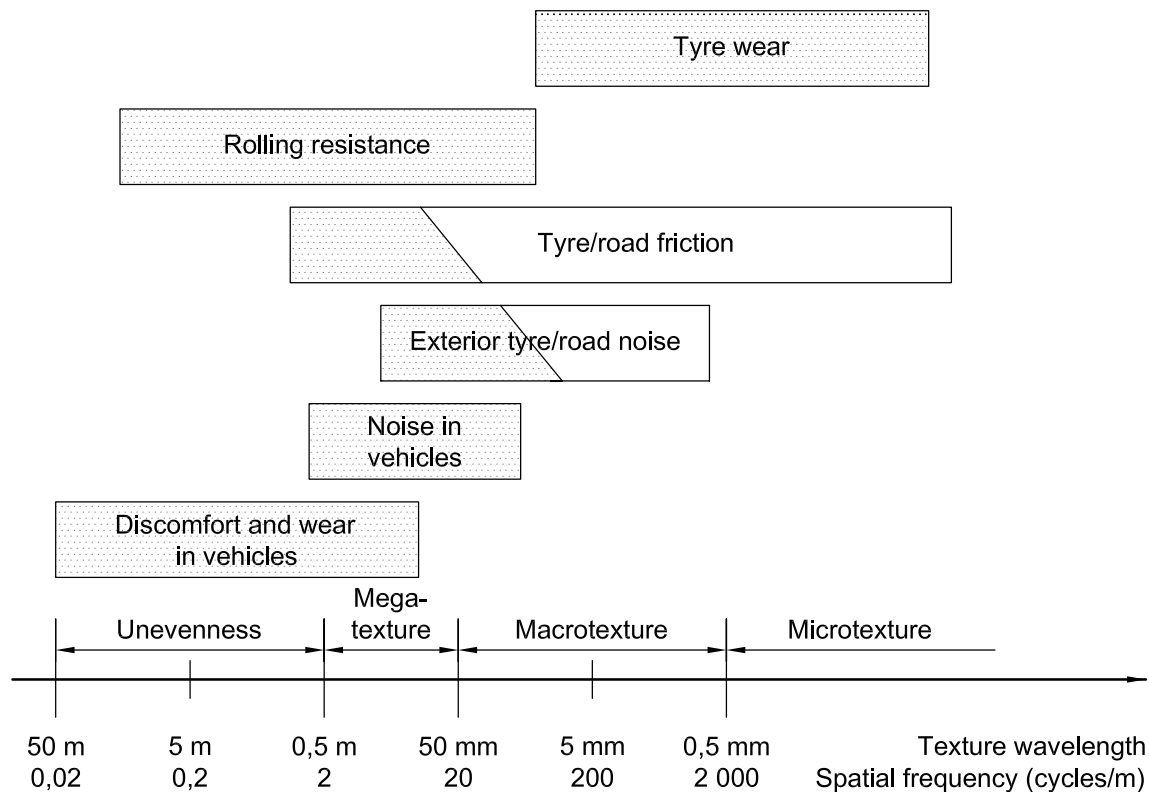 Tyre wear
Rolling resistance
Tyre/road friction
Exterior tyre/road noise
Noise in
vehicles
Discomfort and wear
in vehicles
Unevenness
Mega-
texture
Macrotexture
Microtexture
50 m 5 m 0,5 m 50 mm 5 mm 0,5 mm Texture wavelength
0,02 0,2 2 20 200 2 000 Spatial frequency (cycles/m)